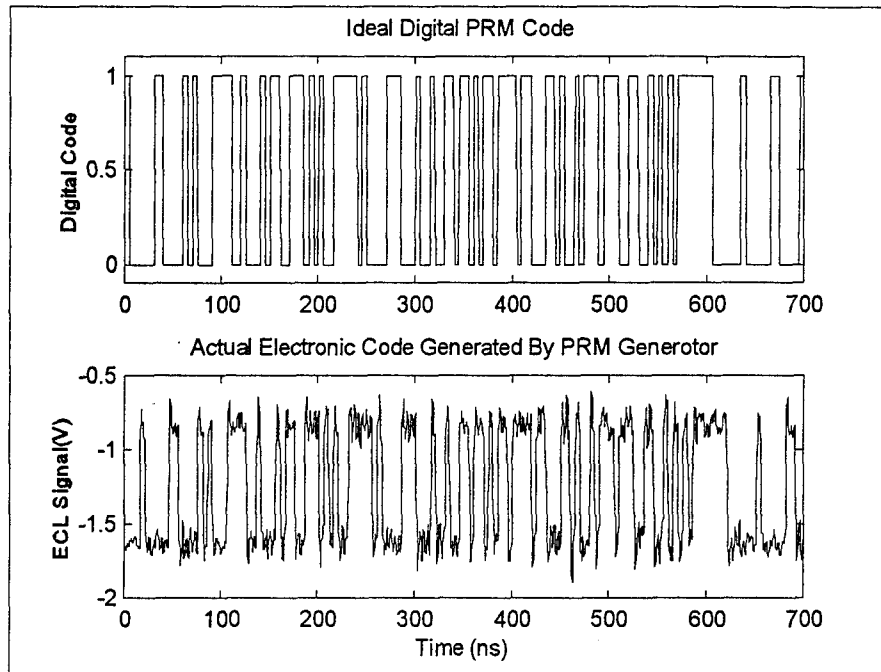 Ideal Digital PRM Code
1
0.5
0
Digital Code
0 100 200 300 400 500 600 700
Actual Electronic Code Generated By PRM Generotor
-0.5
-1
-1.5
-2
ECL Signal(V)
0 100 200 300 400 500 600 700
Time (ns)